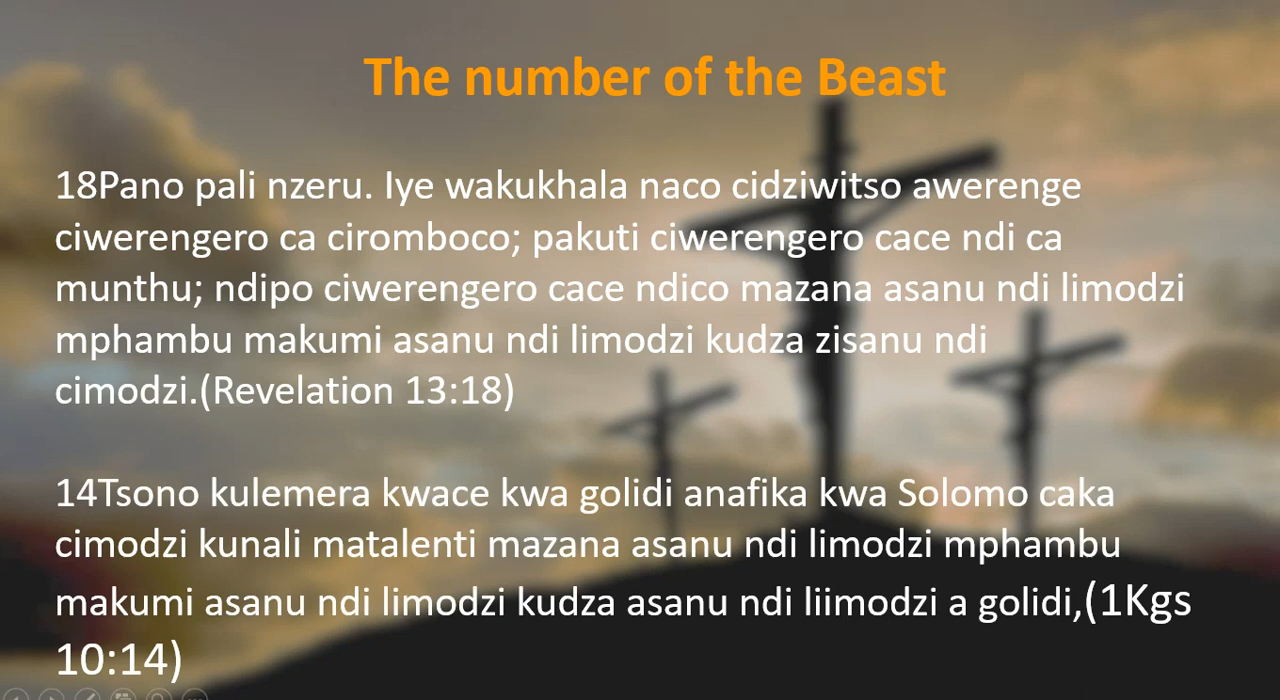 The number of the Beast
18Pano pali nzeru. Iye wakukhala naco cidziwitso awerenge
ciwerengero ca ciromboco; pakuti ciwerengero cace ndi ca
munthu; ndipo ciwerengero cace ndico mazana asanu ndi limodzi
mphambu makumi asanu ndi limodzi kudza zisanu ndi
cimodzi.(Revelation 13:18)
14Tsono kulemera kwace kwa golidi anafika kwa Solomo caka
cimodzi kunali matalenti mazana asanu ndi limodzi mphambu
makumi asanu ndi limodzi kudza asanu ndi liimodzi a golidi,(1Kgs
10:14)